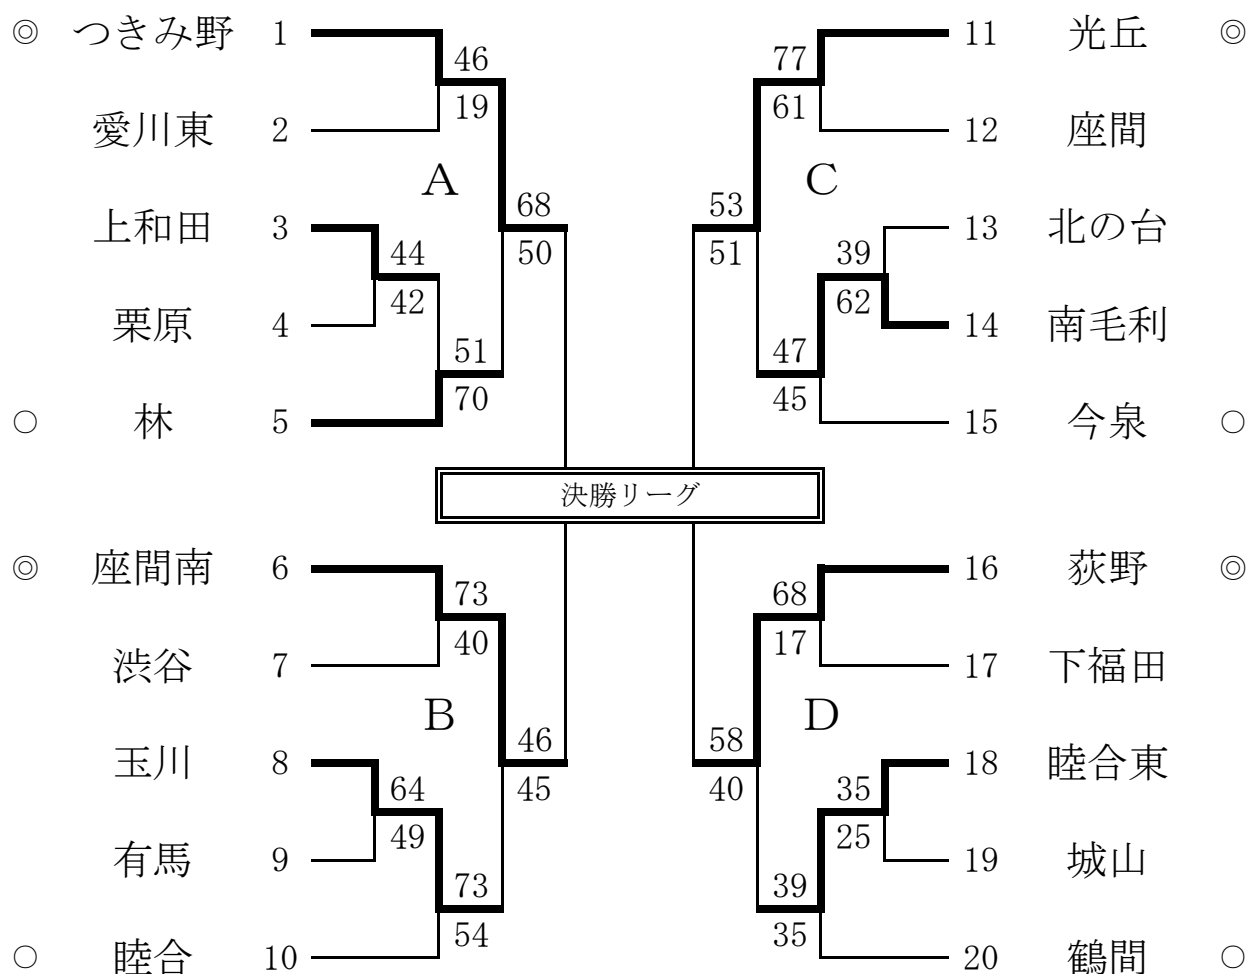 ◎ つきみ野 1
46
19
愛川東 2
A
上和田 3
44
42
栗原 4
51
70
○ 林 5
68
50
77
61
11 光丘 ◎
12 座間
C
53
51
13 北の台
39
62
14 南毛利
47
45
15 今泉 ○
決勝リーグ
◎ 座間南 6
73
40
渋谷 7
B
46
45
玉川 8
64
49
有馬 9
73
54
○ 睦合 10
16 荻野 ◎
68
17
17 下福田
D
58
40
18 睦合東
35
25
19 城山
39
35
20 鶴間 ○